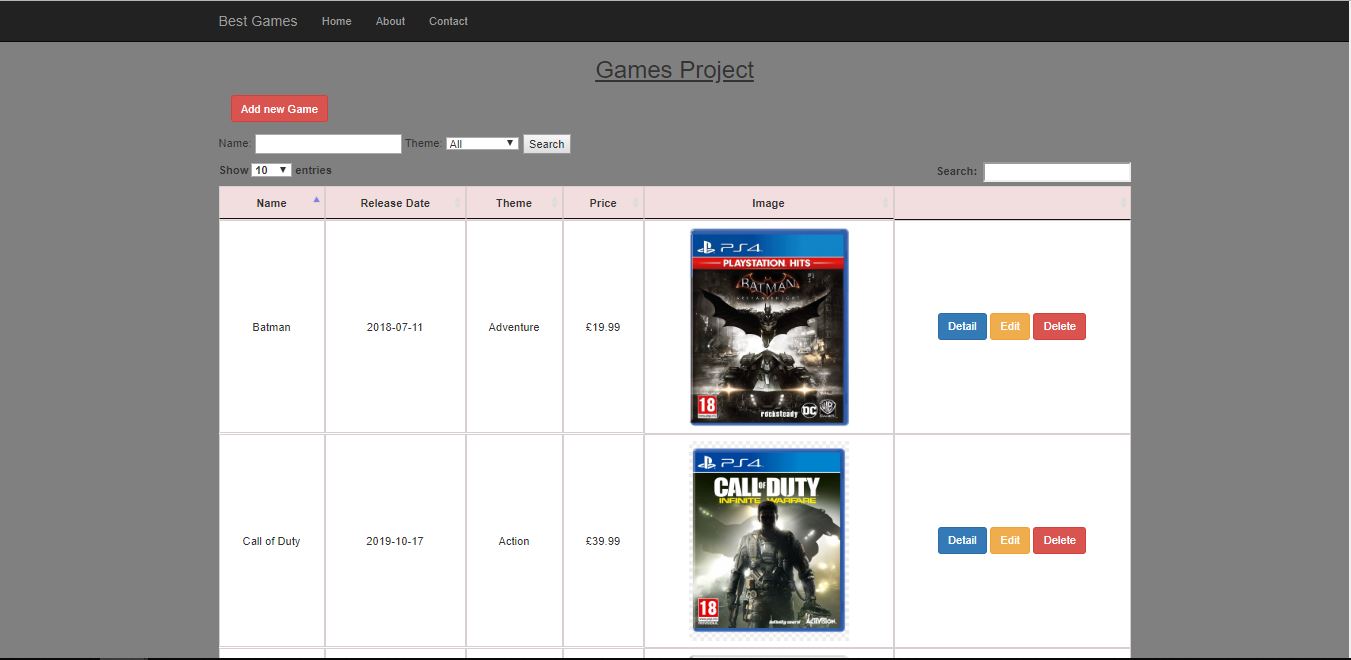 Best Games Home About Contact
Games Project
Add new Game
Name: Theme: All Search
Show 10 entries Search:
Name Release Date Theme Price Image
PS4
PLAYSTATION HITS
BATMAN
ARKHAM KNIGHT
Batman 2018-07-11 Adventure £19.99 Detail Edit Delete
18 rocksteady DC
PS4
CALL OF DUTY
INFINITE WARFARE
Call of Duty 2019-10-17 Action £39.99 Detail Edit Delete
18 infinity ward ACTIVISION